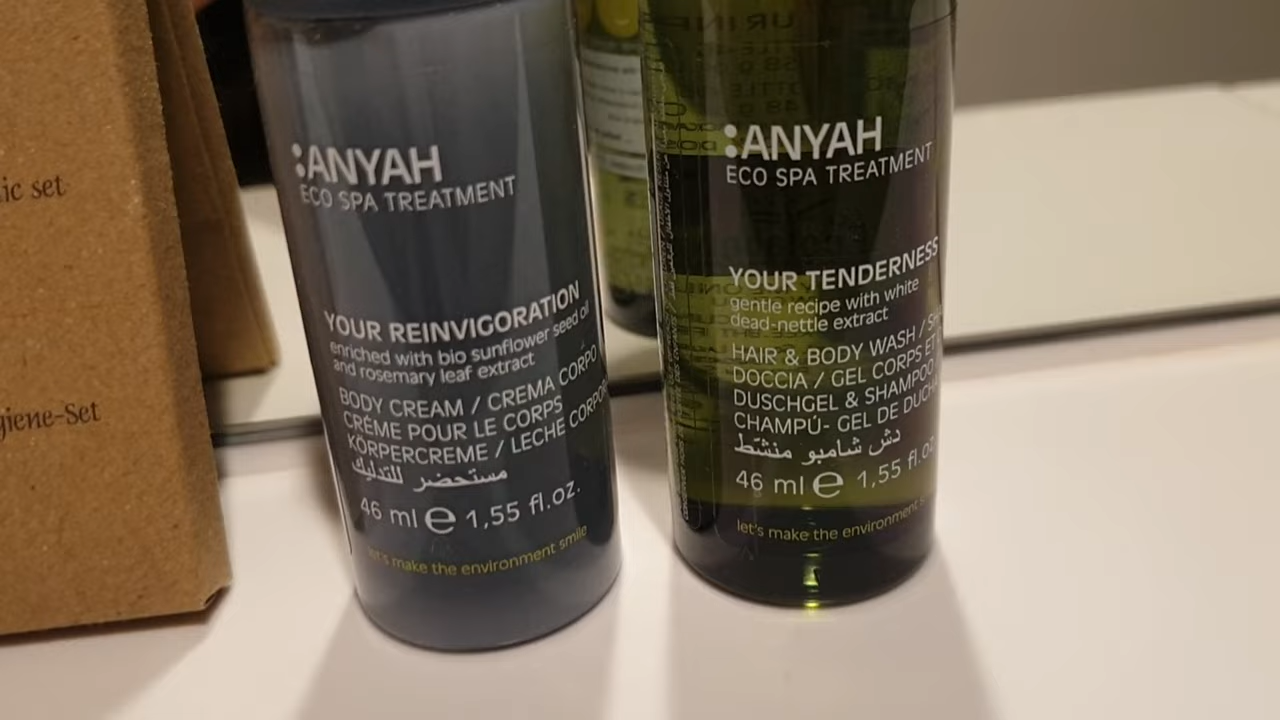 ic set
giene-Set
:ANYAH
ECO SPA TREATMENT
YOUR REINVIGORATION
enriched with bio sunflower seed oil
and rosemary leaf extract
BODY CREAM / CREMA CORPO
CRÉME POUR LE CORPS
KÖRPERCREME / LECHE CORPOR
مستحضر للتدليك
46 ml e 1,55 fl.oz.
let's make the environment smile
:ANYAH
ECO SPA TREATMENT
YOUR TENDERNESS
gentle recipe with white
dead-nettle extract
HAIR & BODY WASH /
DOCCIA / GEL CORPS ET
DUSCHGEL & SHAMPOO
CHAMPÚ- GEL DE DUCHA
دش شامبو منشّط
46 ml e 1,55 fl.oz
let's make the environment s